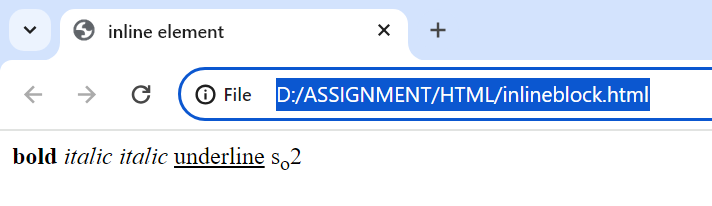 inline element
File D:/ASSIGNMENT/HTML/inlineblock.html
bold italic italic underline so2